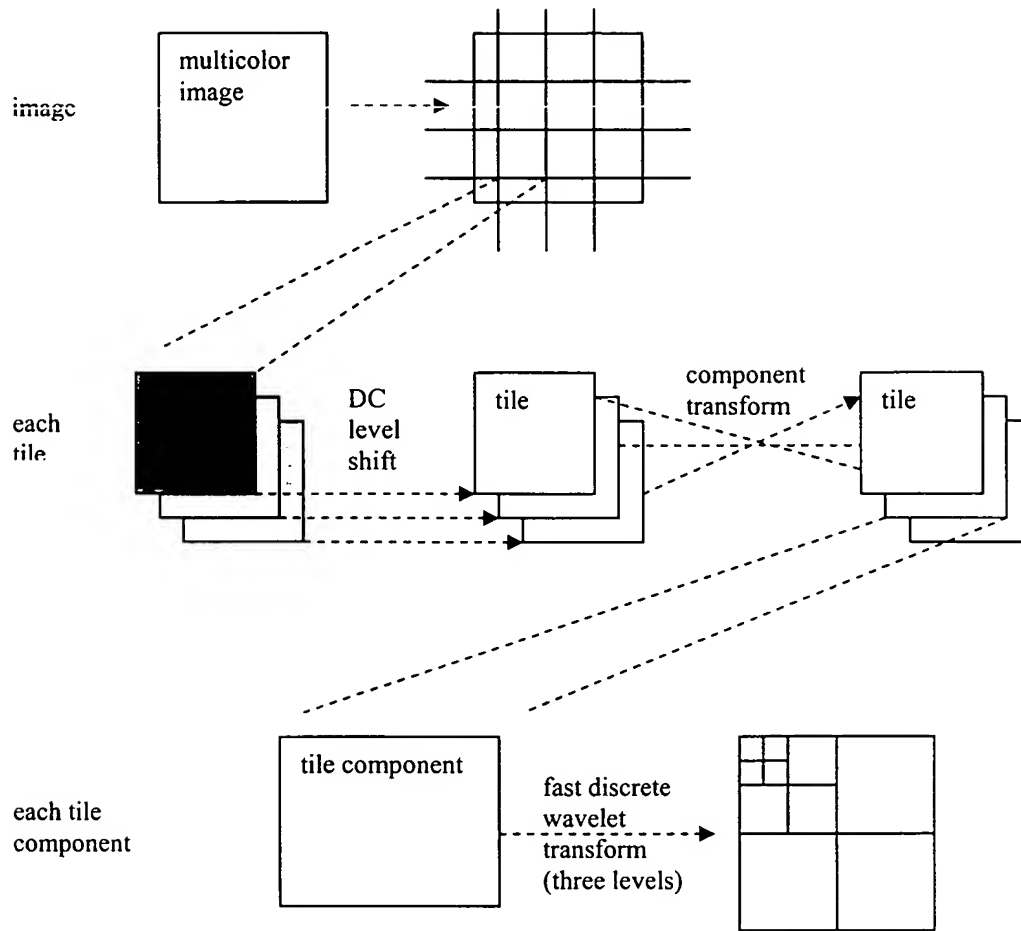 multicolor
image
image
each
tile
DC
level
shift
tile
component
transform
tile
each tile
component
tile component
fast discrete
wavelet
transform
(three levels)